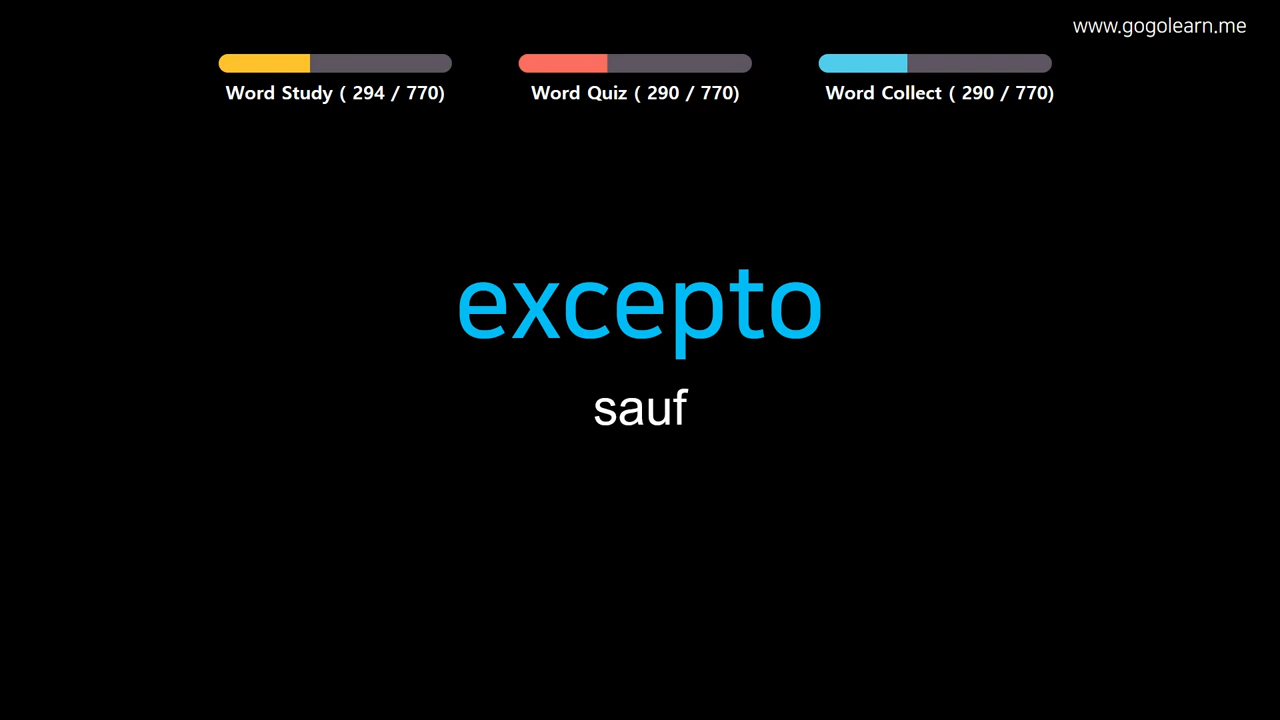 www.gogolearn.me
Word Study ( 294 / 770)
Word Quiz ( 290 / 770)
Word Collect ( 290 / 770)
excepto
sauf